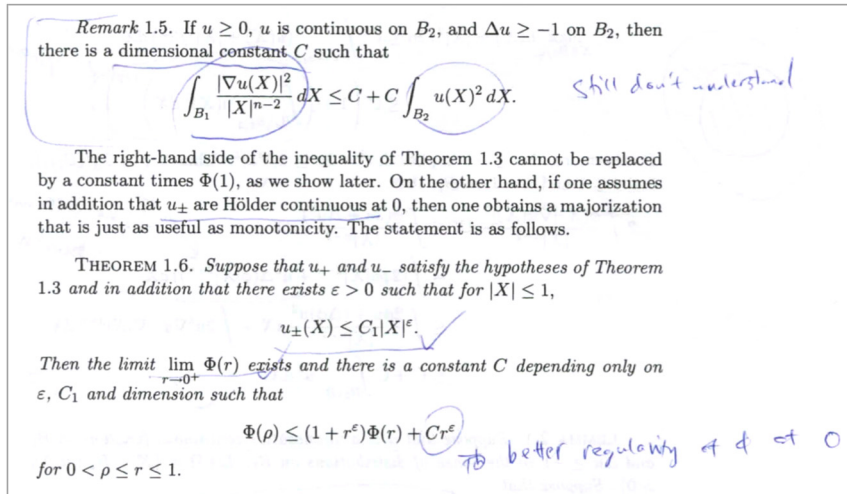 Remark 1.5. If u ≥ 0, u is continuous on B₂, and Δu ≥ −1 on B₂, then
there is a dimensional constant C such that
∫_{B₁} |∇u(X)|² / |X|ⁿ⁻² dX ≤ C + C ∫_{B₂} u(X)² dX.
still don't understand
The right-hand side of the inequality of Theorem 1.3 cannot be replaced
by a constant times Φ(1), as we show later. On the other hand, if one assumes
in addition that u± are Hölder continuous at 0, then one obtains a majorization
that is just as useful as monotonicity. The statement is as follows.
THEOREM 1.6. Suppose that u₊ and u₋ satisfy the hypotheses of Theorem
1.3 and in addition that there exists ε > 0 such that for |X| ≤ 1,
u±(X) ≤ C₁|X|^ε.
Then the limit lim_{r→0⁺} Φ(r) exists and there is a constant C depending only on
ε, C₁ and dimension such that
Φ(ρ) ≤ (1 + r^ε)Φ(r) + Cr^ε
better regularity of ϕ at 0
for 0 < ρ ≤ r ≤ 1.